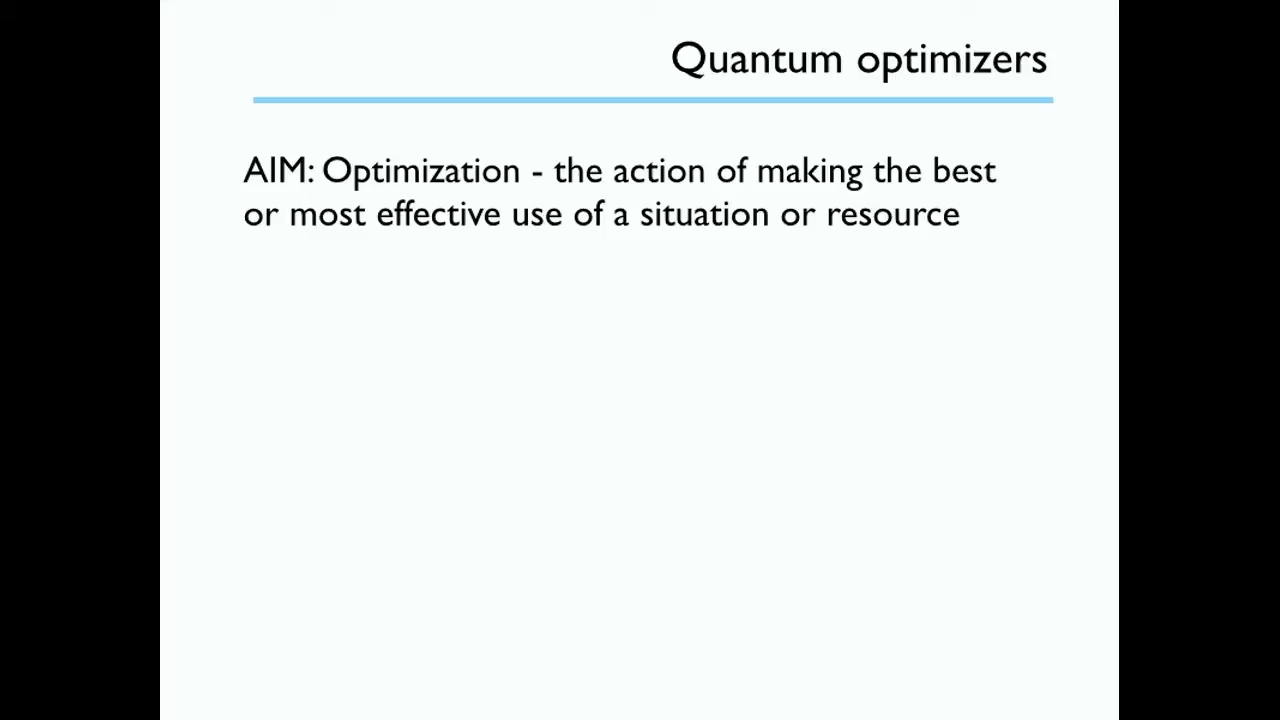 Quantum optimizers
AIM: Optimization - the action of making the best
or most effective use of a situation or resource